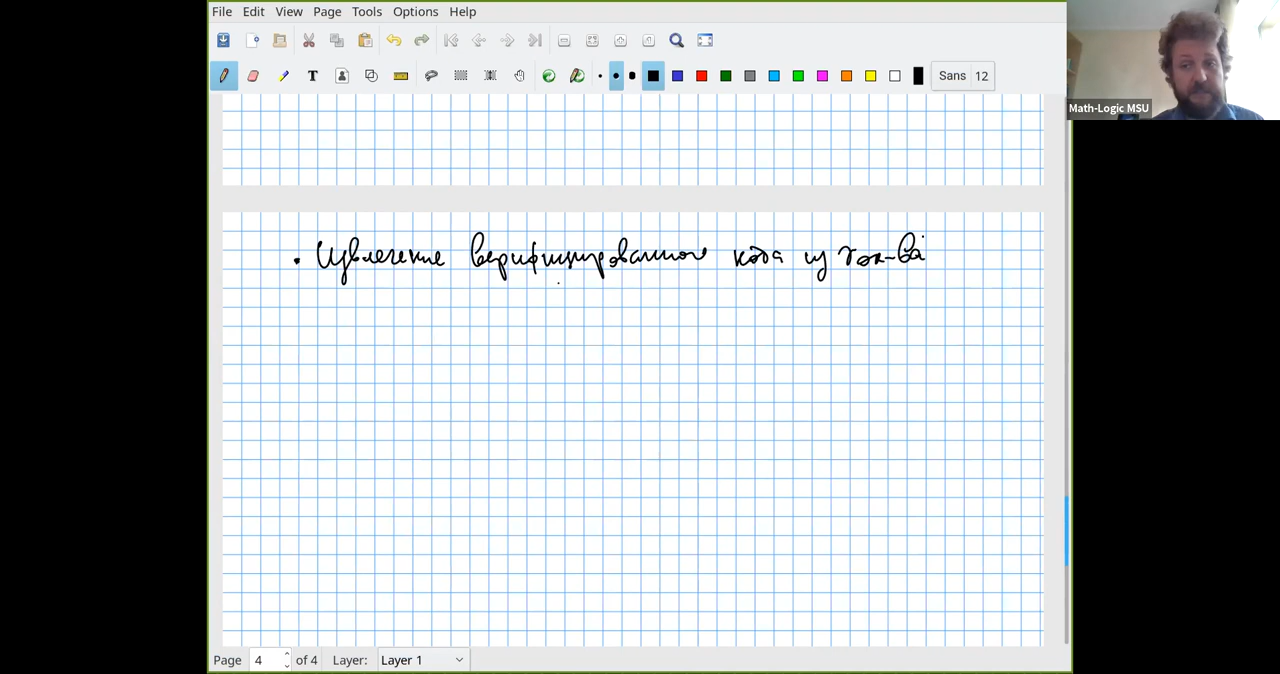 File Edit View Page Tools Options Help
T Sans 12
Math-Logic MSU
• Извлечение верифицированного кода из док-ва
Page 4 of 4 Layer: Layer 1